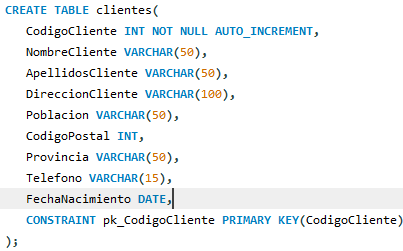 CREATE TABLE clientes(
CodigoCliente INT NOT NULL AUTO_INCREMENT,
NombreCliente VARCHAR(50),
ApellidosCliente VARCHAR(50),
DireccionCliente VARCHAR(100),
Poblacion VARCHAR(50),
CodigoPostal INT,
Provincia VARCHAR(50),
Telefono VARCHAR(15),
FechaNacimiento DATE,
CONSTRAINT pk_CodigoCliente PRIMARY KEY(CodigoCliente)
);